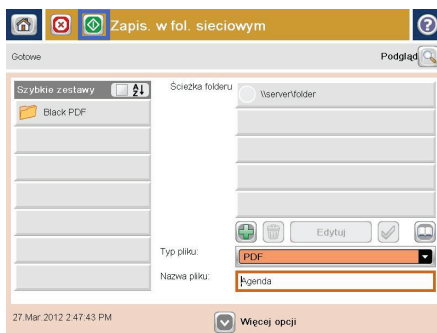 Zapis. w fol. sieciowym
Gotowe
Podgląd
Szybkie zestawy
Black PDF
Ścieżka folderu
\\server\folder
Edytuj
Typ pliku:
PDF
Nazwa pliku:
Agenda
27.Mar.2012 2:47:43 PM
Więcej opcji